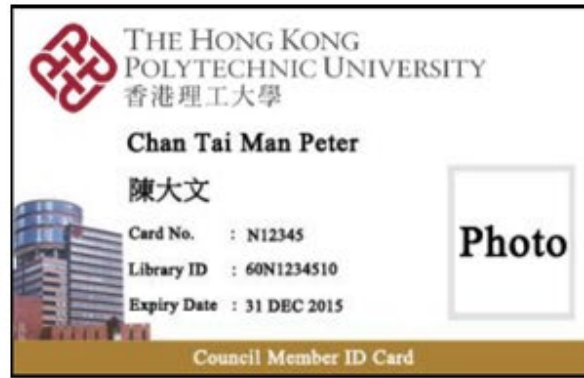 THE HONG KONG
POLYTECHNIC UNIVERSITY
香港理工大學
Chan Tai Man Peter
陳大文
Card No. : N12345
Library ID : 60N1234510
Expiry Date : 31 DEC 2015
Photo
Council Member ID Card